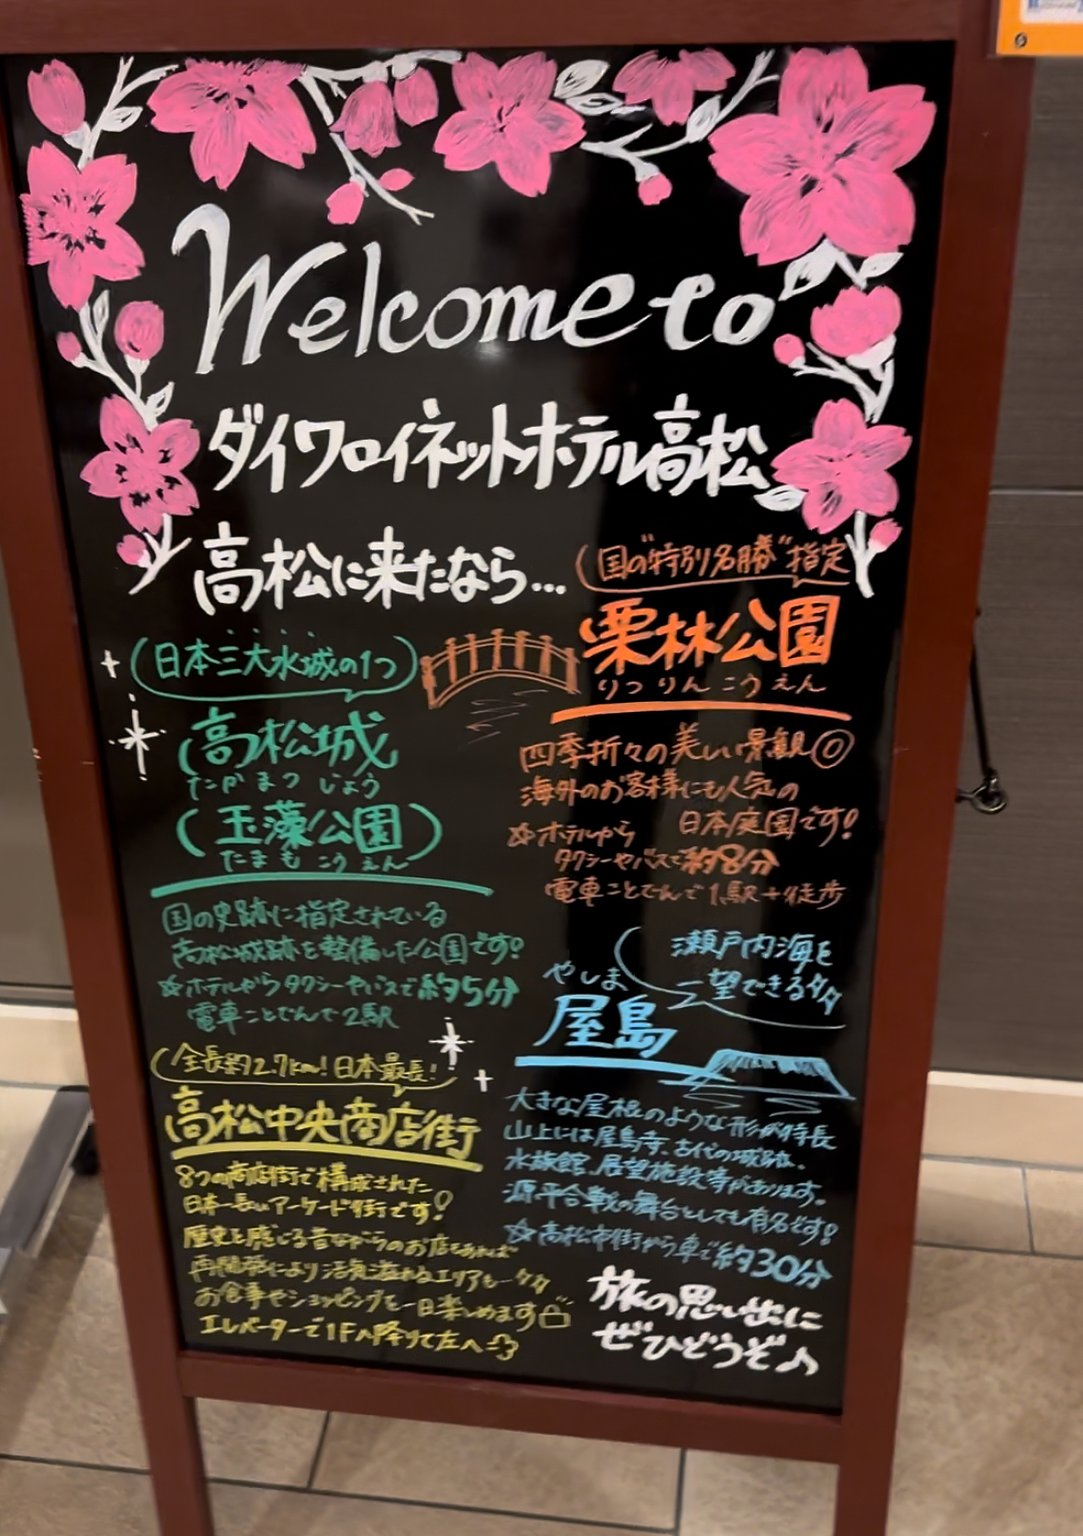 Welcome to
ダイワロイネットホテル高松
高松に来たなら...
日本三大水城の1つ
高松城
たかまつ じょう
(玉藻公園)
たまもこうえん
国の史跡に指定されている
高松城跡を整備した公園です!
☆ホテルからタクシーやバスで約5分
電車ことでんで2駅
全長約2.7km!日本最長!
高松中央商店街
8つの商店街で構成された
日本一長いアーケード街です!
歴史を感じる昔ながらのお店もあれば
再開発により活気溢れるエリアも…
お食事やショッピングを一日楽しめます
エレベーターで1Fへ降りて左へ⇒
国の"特別名勝"指定
栗林公園
りつりんこうえん
四季折々の美しい景観◎
海外のお客様にも人気の
日本庭園です!
☆ホテルから
タクシーやバスで約8分
電車ことでんで1駅+徒歩
瀬戸内海を
一望できる
やしま
屋島
大きな屋根のような形が特長
山上には屋島寺、古代の城跡、
水族館、展望施設等があります。
源平合戦の舞台としても有名です!
☆高松市街から車で約30分
旅の思い出に
ぜひどうぞ♪